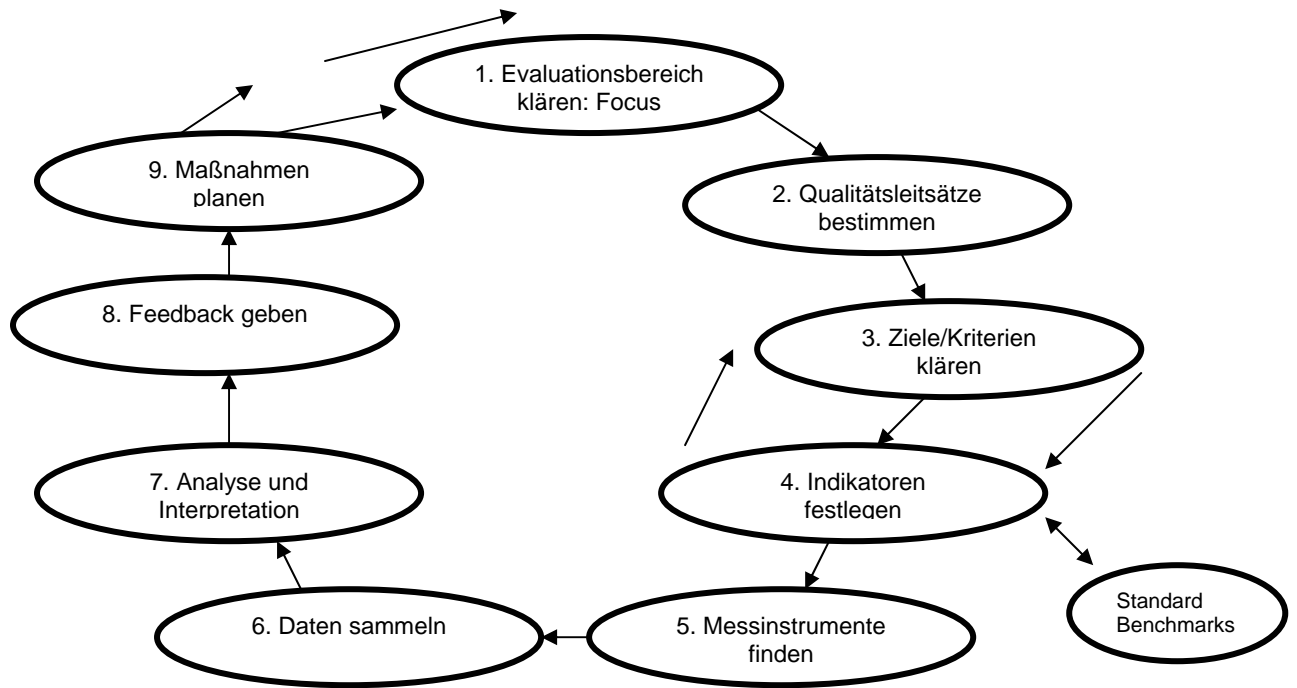 1. Evaluationsbereich
klären: Focus
2. Qualitätsleitsätze
bestimmen
3. Ziele/Kriterien
klären
4. Indikatoren
festlegen
Standard
Benchmarks
5. Messinstrumente
finden
6. Daten sammeln
7. Analyse und
Interpretation
8. Feedback geben
9. Maßnahmen
planen